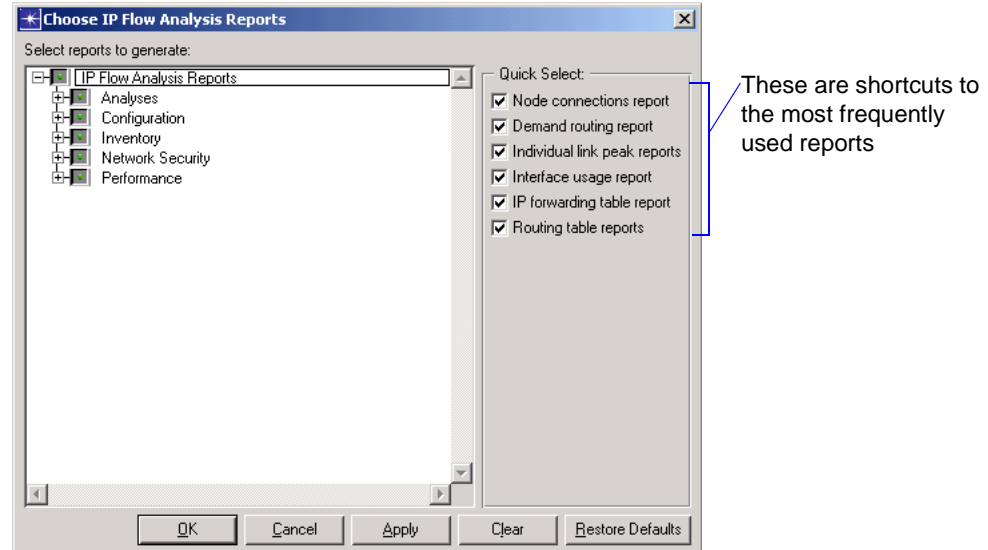 Choose IP Flow Analysis Reports
Select reports to generate:
IP Flow Analysis Reports
Analyses
Configuration
Inventory
Network Security
Performance
Quick Select:
Node connections report
Demand routing report
Individual link peak reports
Interface usage report
IP forwarding table report
Routing table reports
These are shortcuts to
the most frequently
used reports
OK
Cancel
Apply
Clear
Restore Defaults